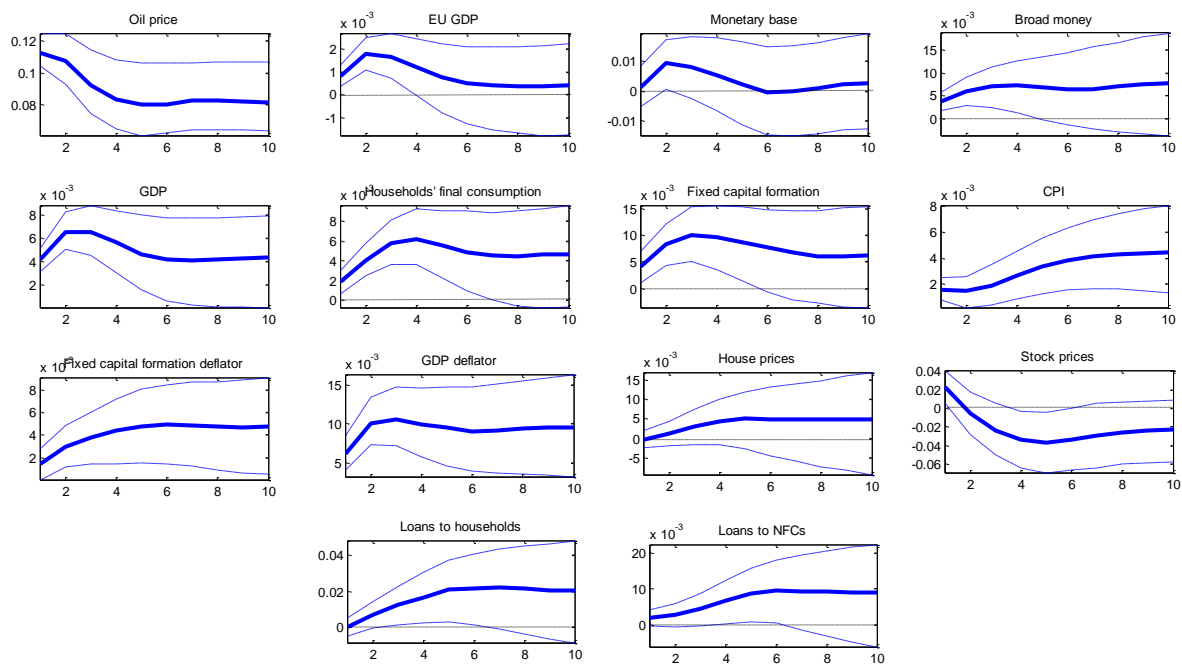 Oil price
0.12
0.1
0.08
2 4 6 8 10
x 10-3
EU GDP
2
1
0
-1
2 4 6 8 10
Monetary base
0.01
0
-0.01
2 4 6 8 10
x 10-3
Broad money
15
10
5
0
2 4 6 8 10
x 10-3
GDP
8
6
4
2
2 4 6 8 10
x 10-3
Households' final consumption
8
6
4
2
0
2 4 6 8 10
x 10-3
Fixed capital formation
15
10
5
0
2 4 6 8 10
x 10-3
CPI
8
6
4
2
2 4 6 8 10
x 10-3
Fixed capital formation deflator
8
6
4
2
2 4 6 8 10
x 10-3
GDP deflator
15
10
5
2 4 6 8 10
x 10-3
House prices
15
10
5
0
-5
2 4 6 8 10
Stock prices
0.04
0.02
0
-0.02
-0.04
-0.06
2 4 6 8 10
Loans to households
0.04
0.02
0
2 4 6 8 10
x 10-3
Loans to NFCs
20
10
0
2 4 6 8 10